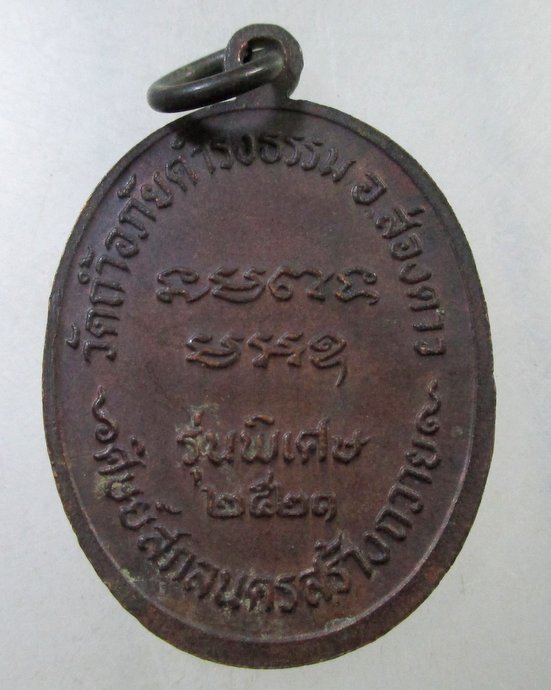 วัดถ้ำอภัยดำรงธรรม อ.ส่องดาว
รุ่นพิเศษ
๒๕๒๑
ศิษย์สกลนครสร้างถวาย